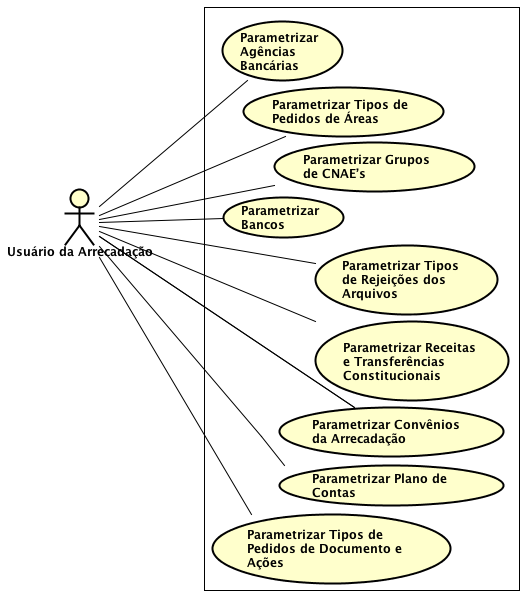 Parametrizar
Agências
Bancárias
Parametrizar Tipos de
Pedidos de Áreas
Parametrizar Grupos
de CNAE's
Parametrizar
Bancos
Usuário da Arrecadação
Parametrizar Tipos
de Rejeições dos
Arquivos
Parametrizar Receitas
e Transferências
Constitucionais
Parametrizar Convênios
da Arrecadação
Parametrizar Plano de
Contas
Parametrizar Tipos de
Pedidos de Documento e
Ações